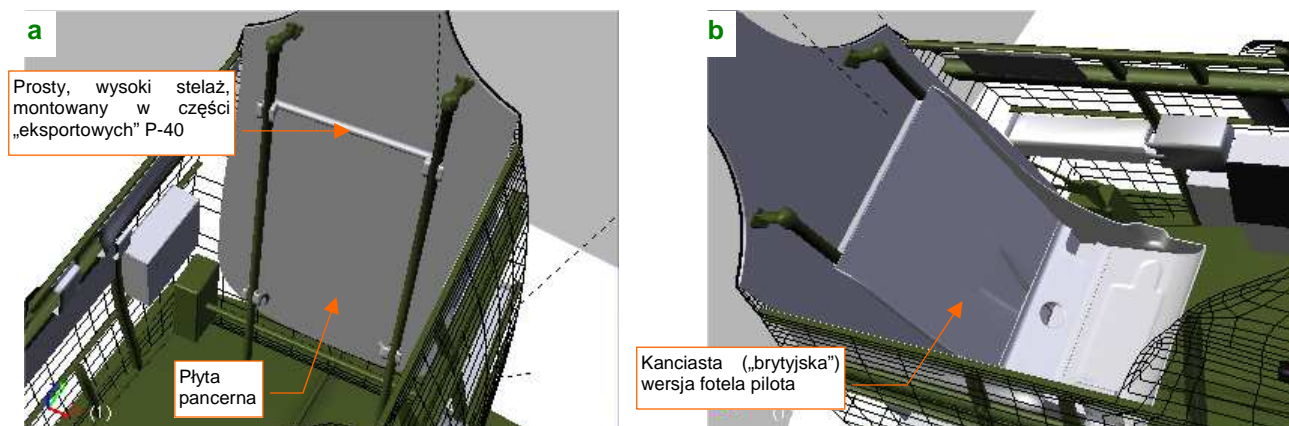 a
Prosty, wysoki stelaż,
montowany w części
„eksportowych” P-40
Płyta
pancerna
(1)
b
Kanciasta („brytyjska”)
wersja fotela pilota